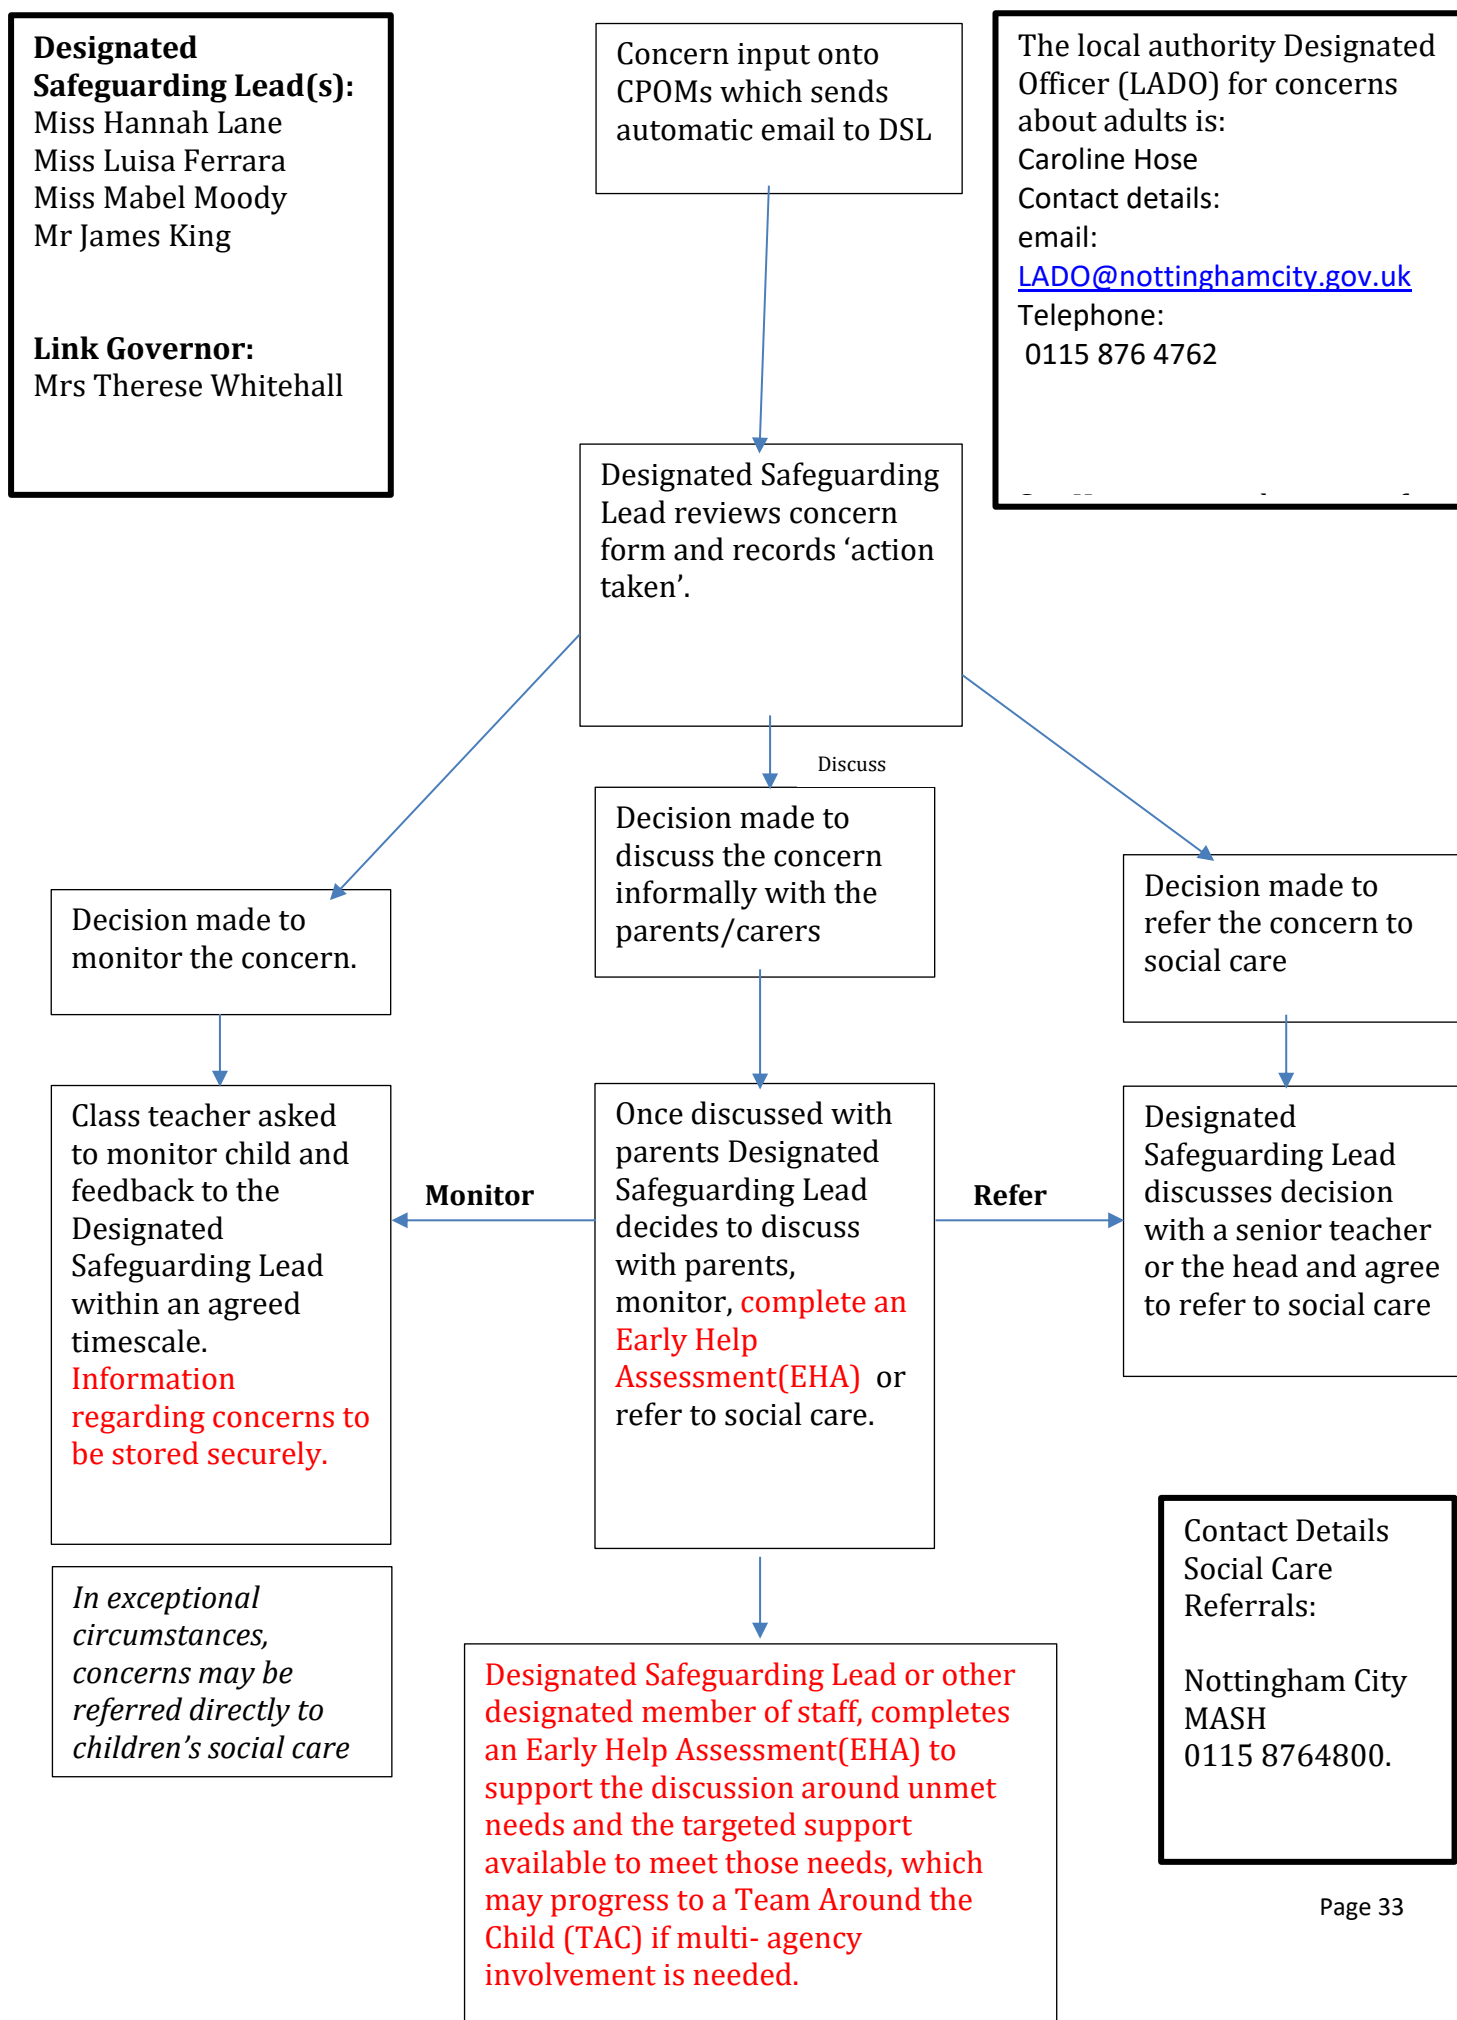 Designated
Safeguarding Lead(s):
Miss Hannah Lane
Miss Luisa Ferrara
Miss Mabel Moody
Mr James King
Link Governor:
Mrs Therese Whitehall
Concern input onto
CPOMs which sends
automatic email to DSL
The local authority Designated
Officer (LADO) for concerns
about adults is:
Caroline Hose
Contact details:
email:
LADO@nottinghamcity.gov.uk
Telephone:
0115 876 4762
Designated Safeguarding
Lead reviews concern
form and records ‘action
taken’.
Discuss
Decision made to
monitor the concern.
Decision made to
discuss the concern
informally with the
parents/carers
Decision made to
refer the concern to
social care
Class teacher asked
to monitor child and
feedback to the
Designated
Safeguarding Lead
within an agreed
timescale.
Information
regarding concerns to
be stored securely.
Monitor
Once discussed with
parents Designated
Safeguarding Lead
decides to discuss
with parents,
monitor, complete an
Early Help
Assessment(EHA)  or
refer to social care.
Refer
Designated
Safeguarding Lead
discusses decision
with a senior teacher
or the head and agree
to refer to social care
In exceptional
circumstances,
concerns may be
referred directly to
children’s social care
Designated Safeguarding Lead or other
designated member of staff, completes
an Early Help Assessment(EHA) to
support the discussion around unmet
needs and the targeted support
available to meet those needs, which
may progress to a Team Around the
Child (TAC) if multi- agency
involvement is needed.
Contact Details
Social Care
Referrals:
Nottingham City
MASH
0115 8764800.
Page 33